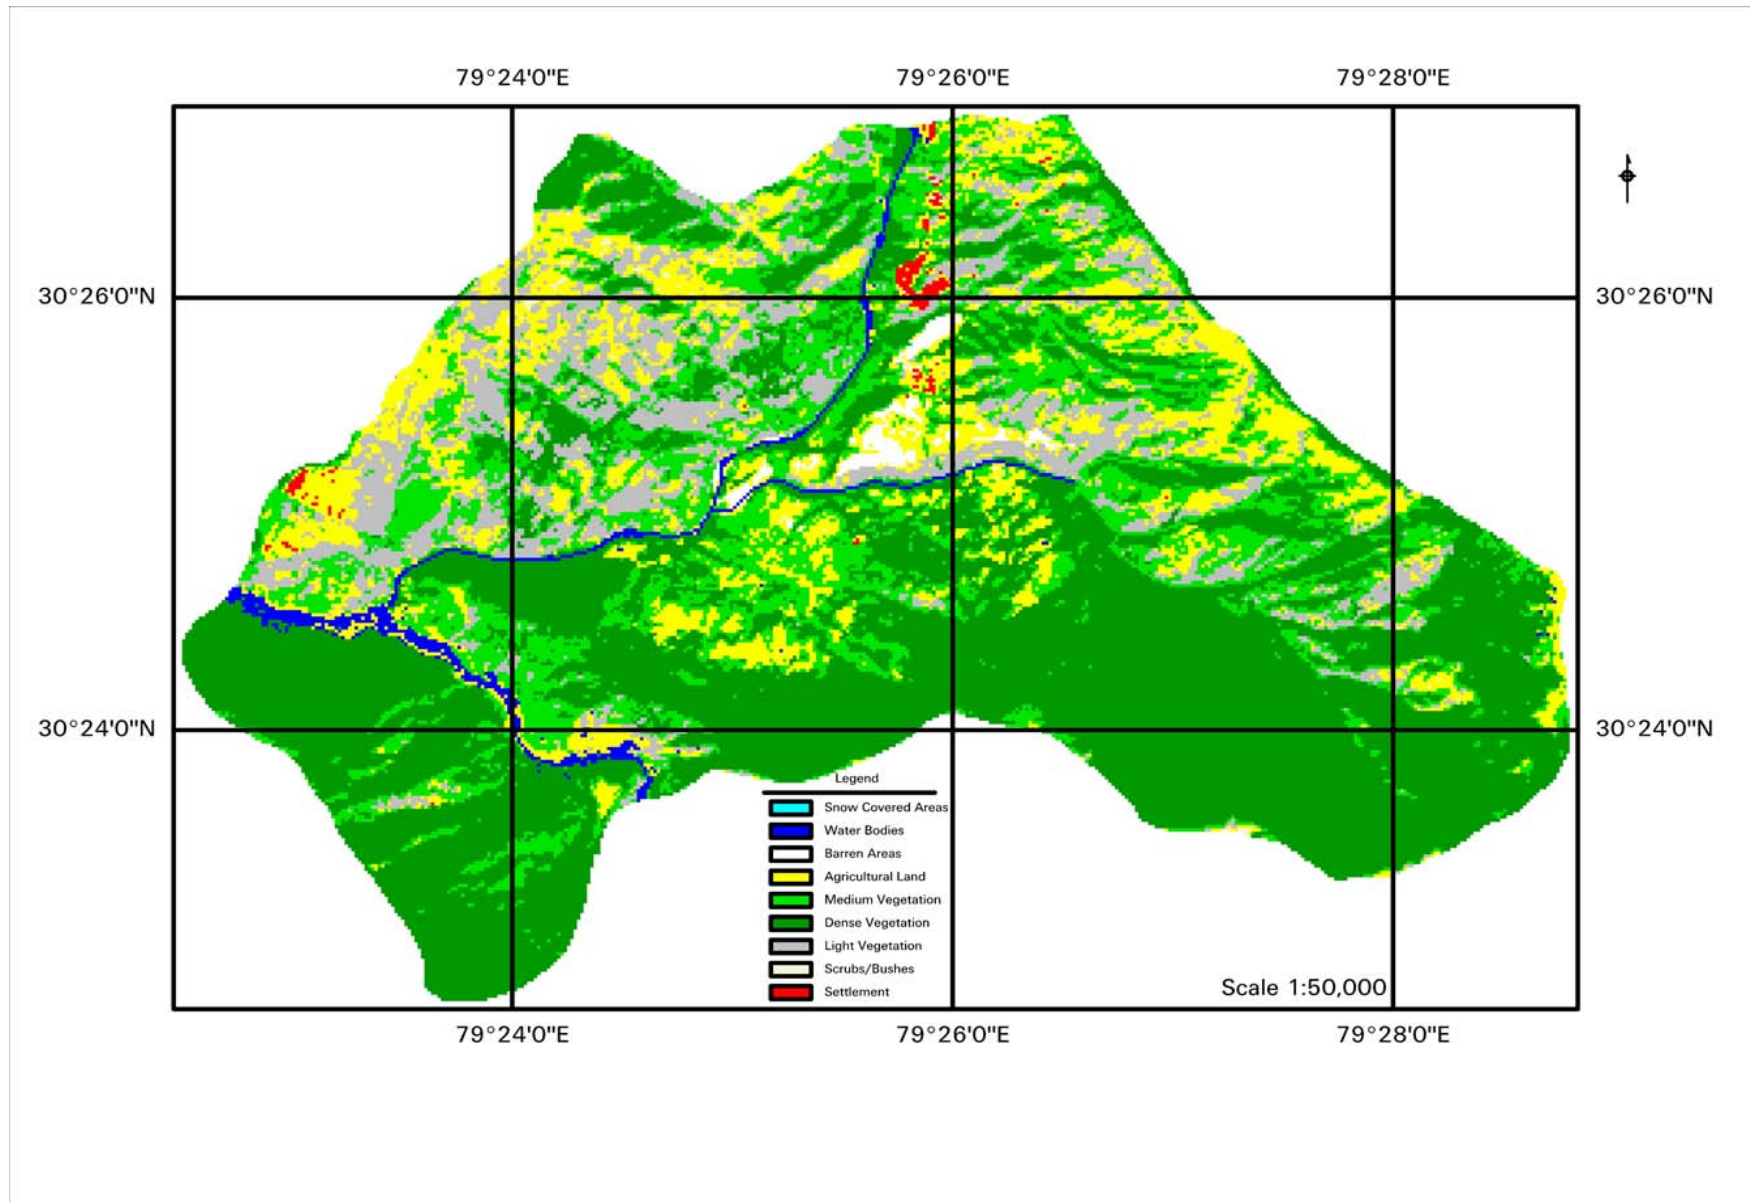 79°24'0"E 79°26'0"E 79°28'0"E
30°26'0"N 30°26'0"N
30°24'0"N 30°24'0"N
Legend
Snow Covered Areas
Water Bodies
Barren Areas
Agricultural Land
Medium Vegetation
Dense Vegetation
Light Vegetation
Scrubs/Bushes
Settlement
Scale 1:50,000
79°24'0"E 79°26'0"E 79°28'0"E